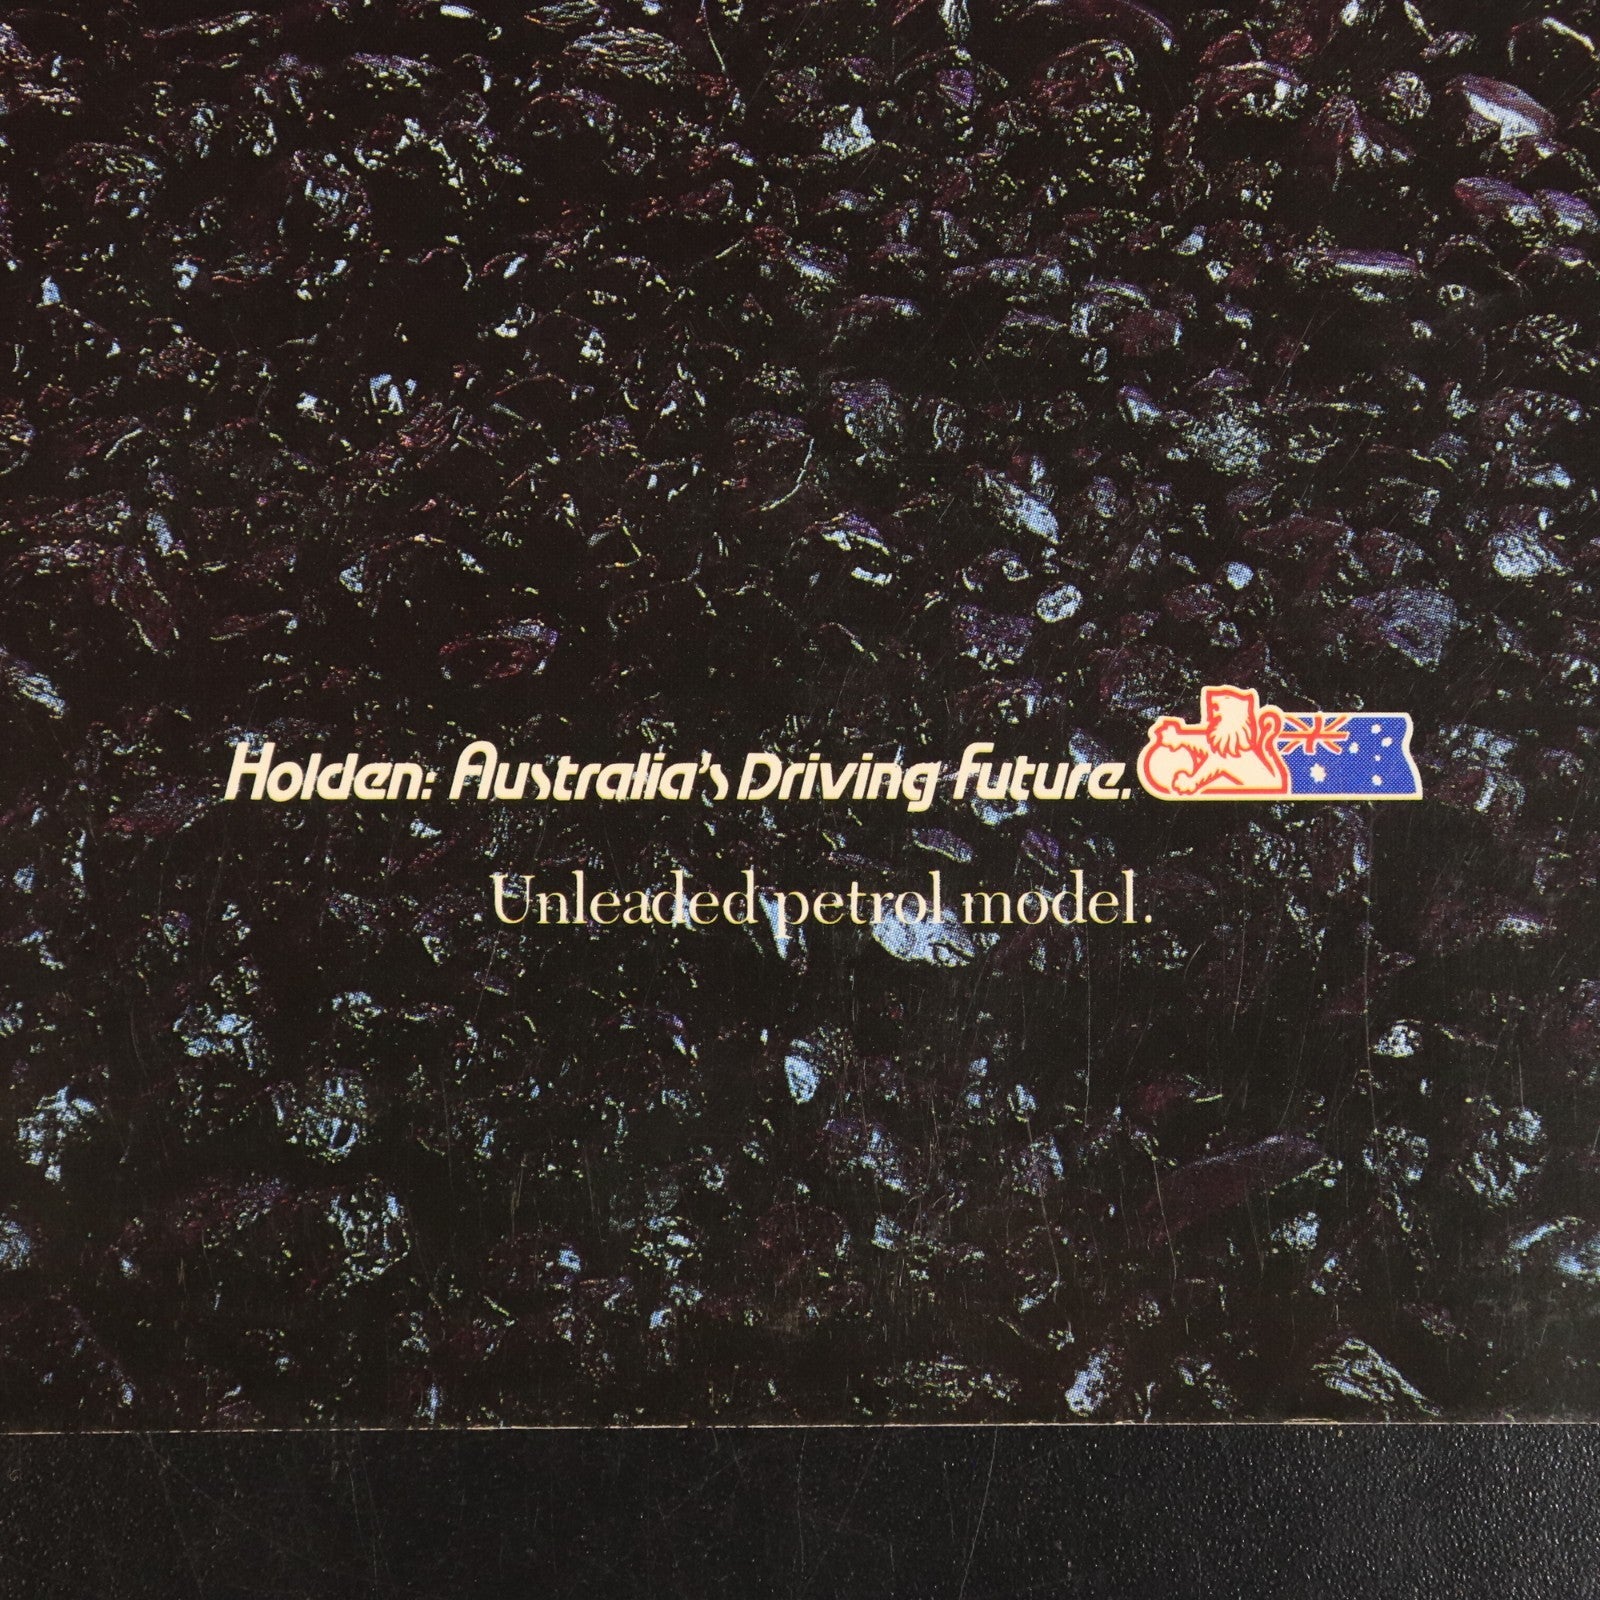 Holden: Australia's Driving Future.
Unleaded petrol model.